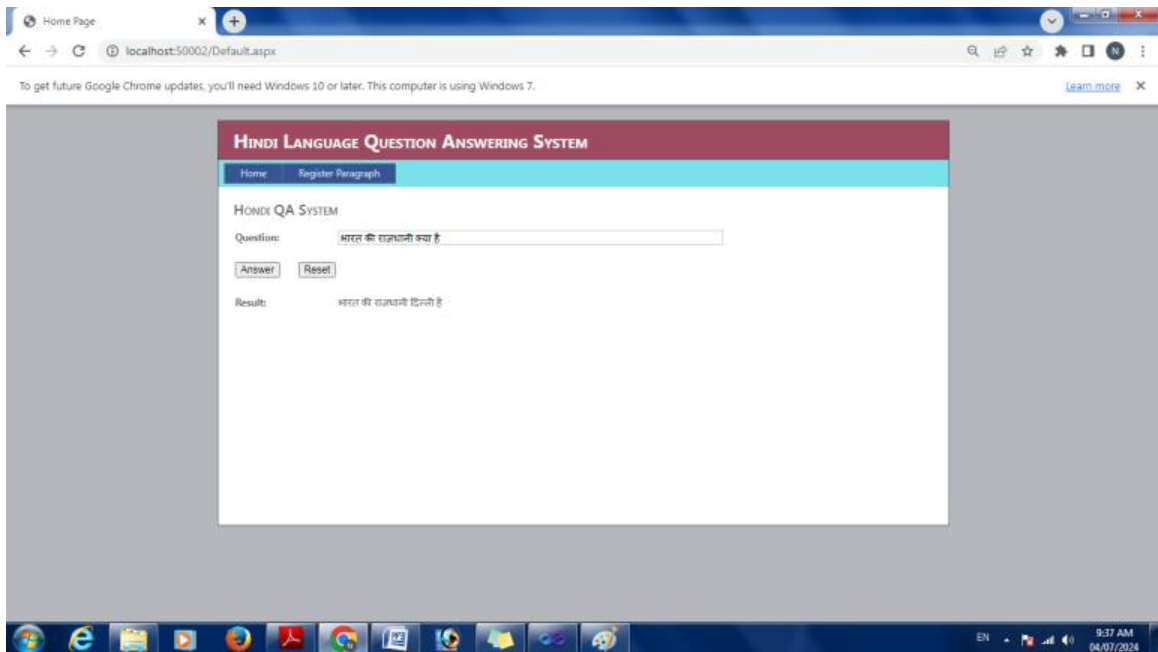 Home Page
localhost:50002/Default.aspx
N
To get future Google Chrome updates, you'll need Windows 10 or later. This computer is using Windows 7. Learn more
HINDI LANGUAGE QUESTION ANSWERING SYSTEM
Home Register Paragraph
HONDI QA SYSTEM
Question: भारत की राजधानी क्या है
Answer Reset
Result: भारत की राजधानी दिल्ली है
EN 9:37 AM
04/07/2024